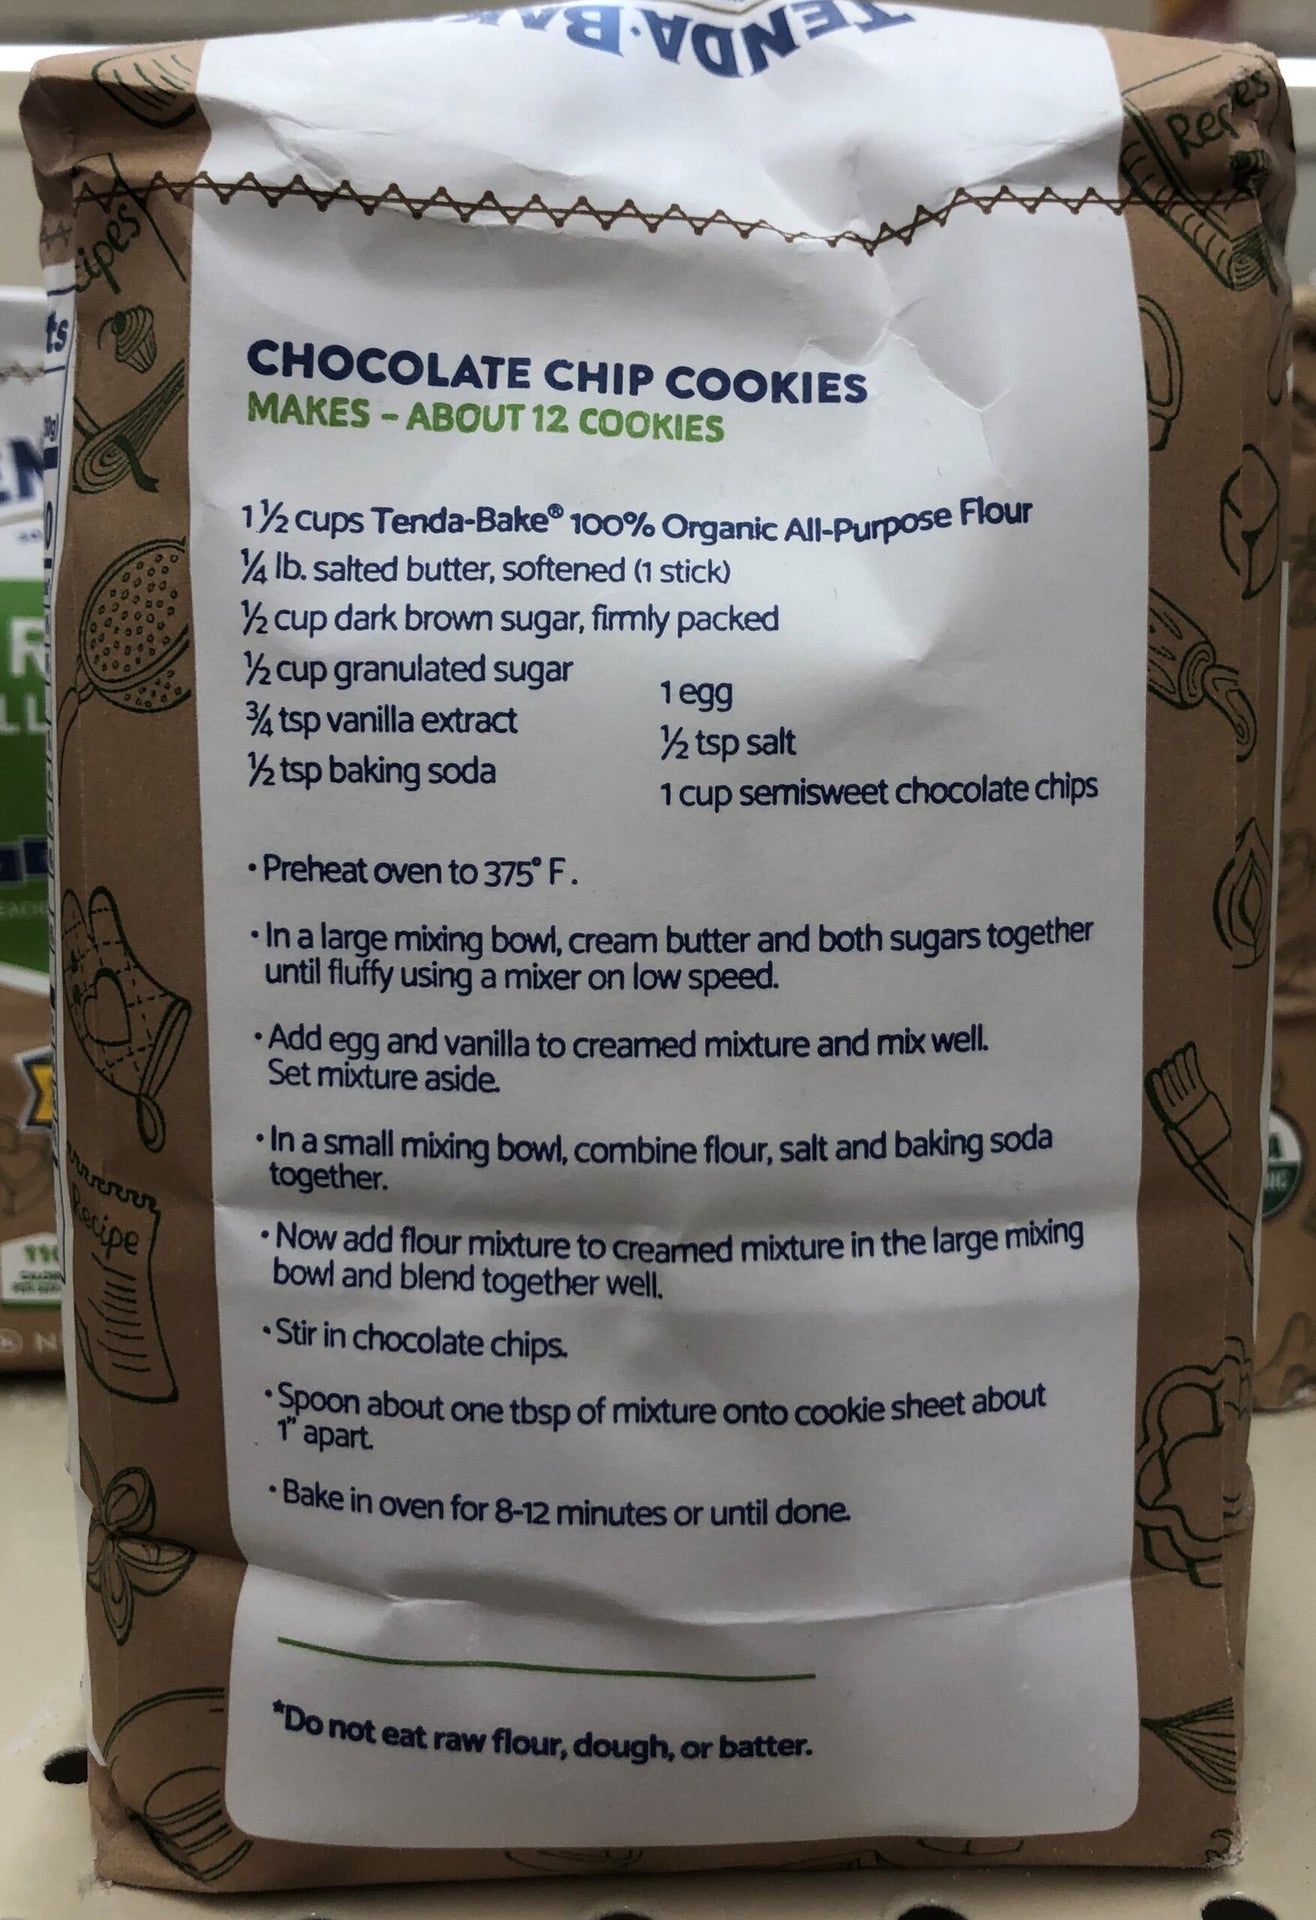 TENDA-BA
Recipes
cipes
ts
CHOCOLATE CHIP COOKIES
MAKES – ABOUT 12 COOKIES
1 ½ cups Tenda-Bake® 100% Organic All-Purpose Flour
¼ lb. salted butter, softened (1 stick)
½ cup dark brown sugar, firmly packed
½ cup granulated sugar
¾ tsp vanilla extract
½ tsp baking soda
1 egg
½ tsp salt
1 cup semisweet chocolate chips
• Preheat oven to 375° F.
• In a large mixing bowl, cream butter and both sugars together
until fluffy using a mixer on low speed.
• Add egg and vanilla to creamed mixture and mix well.
Set mixture aside.
• In a small mixing bowl, combine flour, salt and baking soda
together.
• Now add flour mixture to creamed mixture in the large mixing
bowl and blend together well.
• Stir in chocolate chips.
• Spoon about one tbsp of mixture onto cookie sheet about
1" apart.
• Bake in oven for 8-12 minutes or until done.
Recipe
*Do not eat raw flour, dough, or batter.